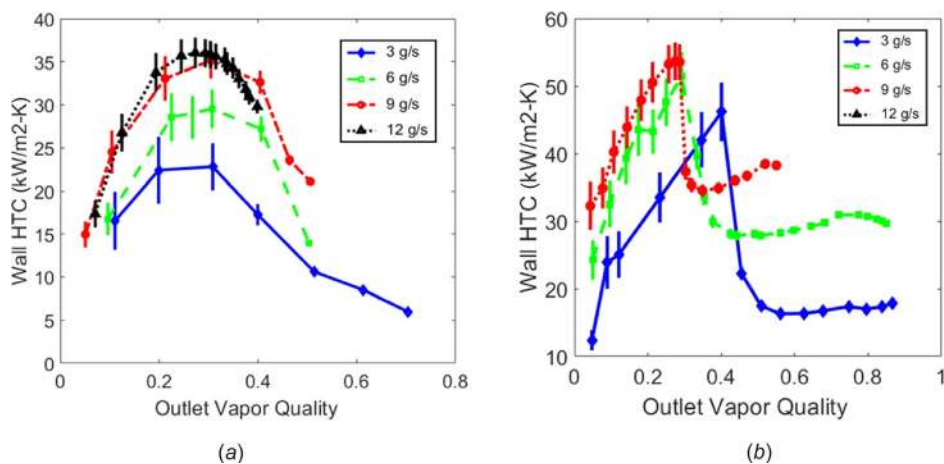 40
35
30
25
20
15
10
5
0
Wall HTC (kW/m2-K)
3 g/s
6 g/s
9 g/s
12 g/s
0 0.2 0.4 0.6 0.8
Outlet Vapor Quality
(a)
60
50
40
30
20
10
Wall HTC (kW/m2-K)
3 g/s
6 g/s
9 g/s
12 g/s
0 0.2 0.4 0.6 0.8 1
Outlet Vapor Quality
(b)